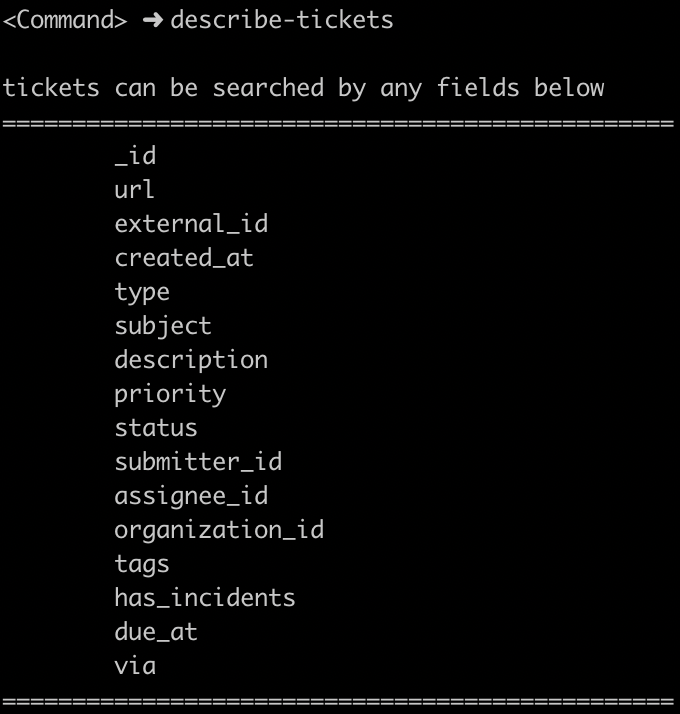 <Command> ➜ describe-tickets
tickets can be searched by any fields below
================================================
_id
url
external_id
created_at
type
subject
description
priority
status
submitter_id
assignee_id
organization_id
tags
has_incidents
due_at
via
================================================